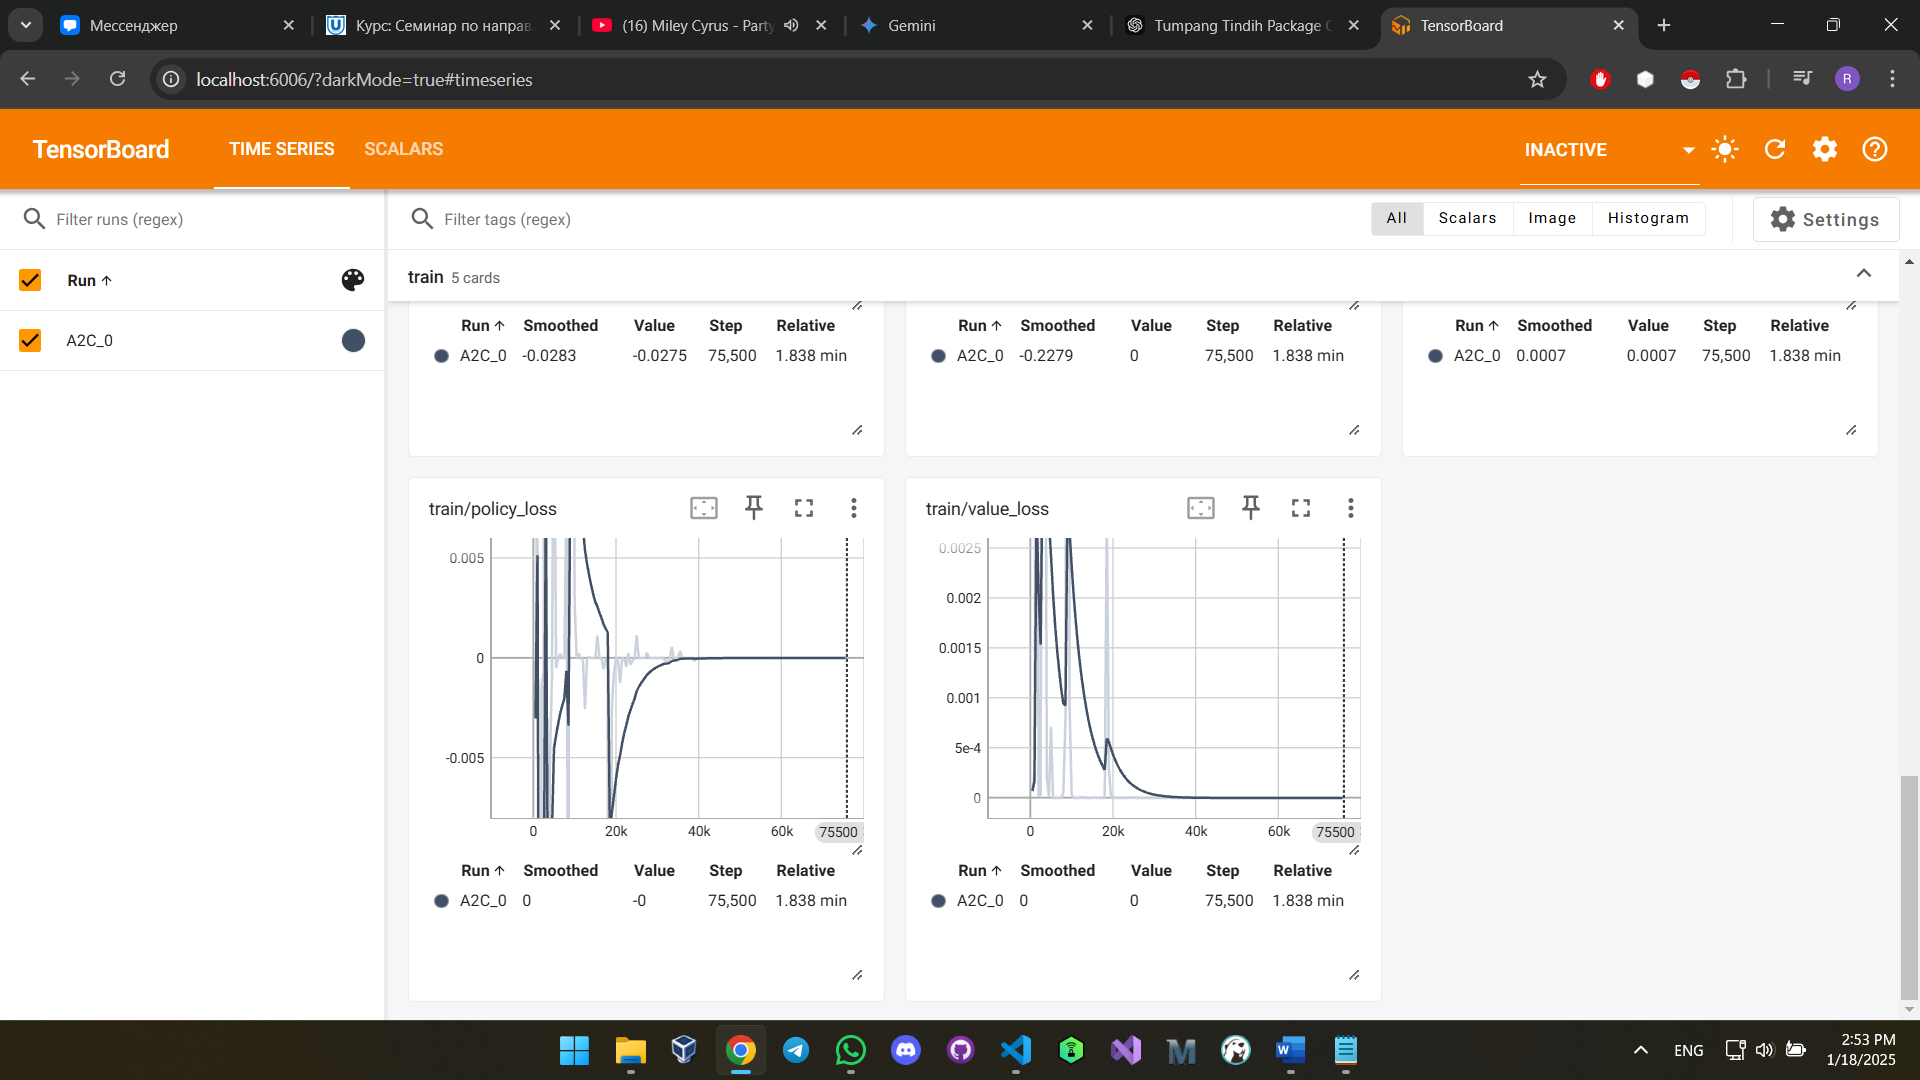 Мессенджер
Курс: Семинар по направ
(16) Miley Cyrus - Party
Gemini
Tumpang Tindih Package C
TensorBoard
localhost:6006/?darkMode=true#timeseries
R
TensorBoard
TIME SERIES
SCALARS
INACTIVE
Filter runs (regex)
Filter tags (regex)
All
Scalars
Image
Histogram
Settings
Run
A2C_0
train 5 cards
Run Smoothed Value Step Relative
A2C_0 -0.0283 -0.0275 75,500 1.838 min
Run Smoothed Value Step Relative
A2C_0 -0.2279 0 75,500 1.838 min
Run Smoothed Value Step Relative
A2C_0 0.0007 0.0007 75,500 1.838 min
train/policy_loss
0.005
0
-0.005
0 20k 40k 60k 75500
Run Smoothed Value Step Relative
A2C_0 0 -0 75,500 1.838 min
train/value_loss
0.0025
0.002
0.0015
0.001
5e-4
0
0 20k 40k 60k 75500
Run Smoothed Value Step Relative
A2C_0 0 0 75,500 1.838 min
ENG
2:53 PM
1/18/2025